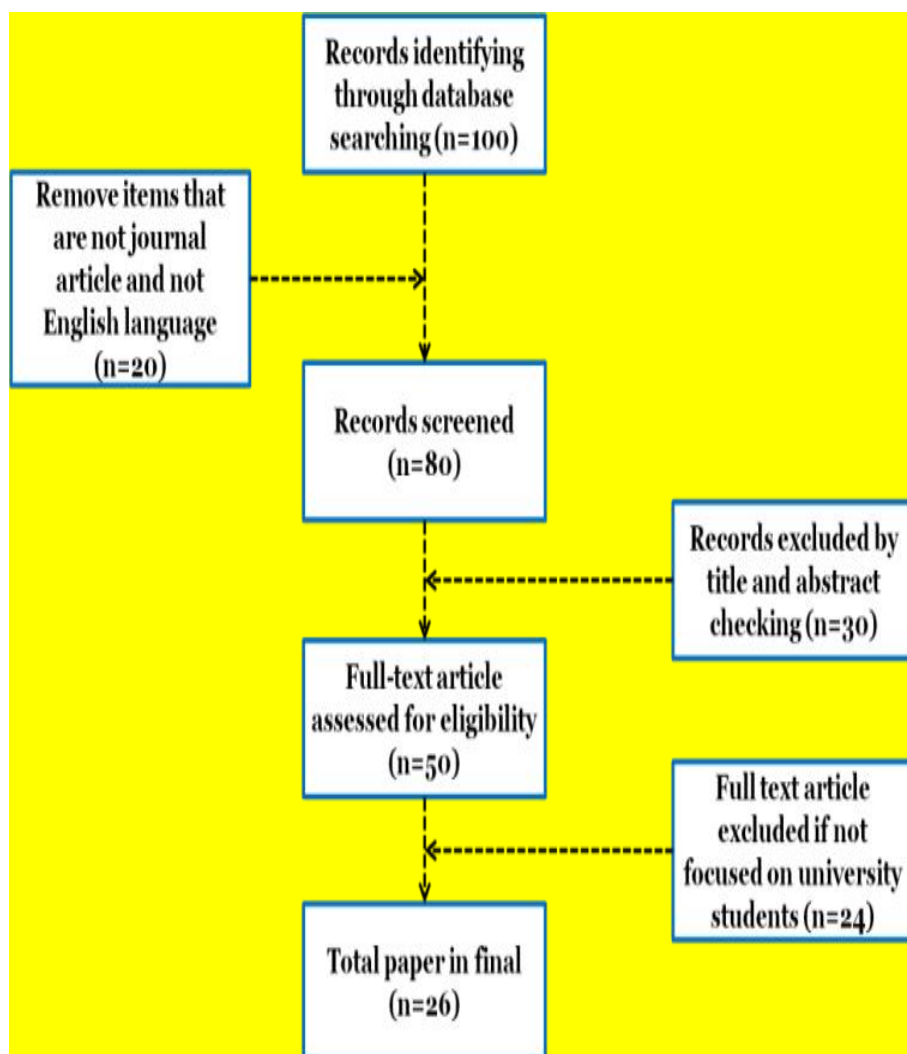 Records identifying
through database
searching (n=100)
Remove items that
are not journal
article and not
English language
(n=20)
Records screened
(n=80)
Records excluded by
title and abstract
checking (n=30)
Full-text article
assessed for eligibility
(n=50)
Full text article
excluded if not
focused on university
students (n=24)
Total paper in final
(n=26)